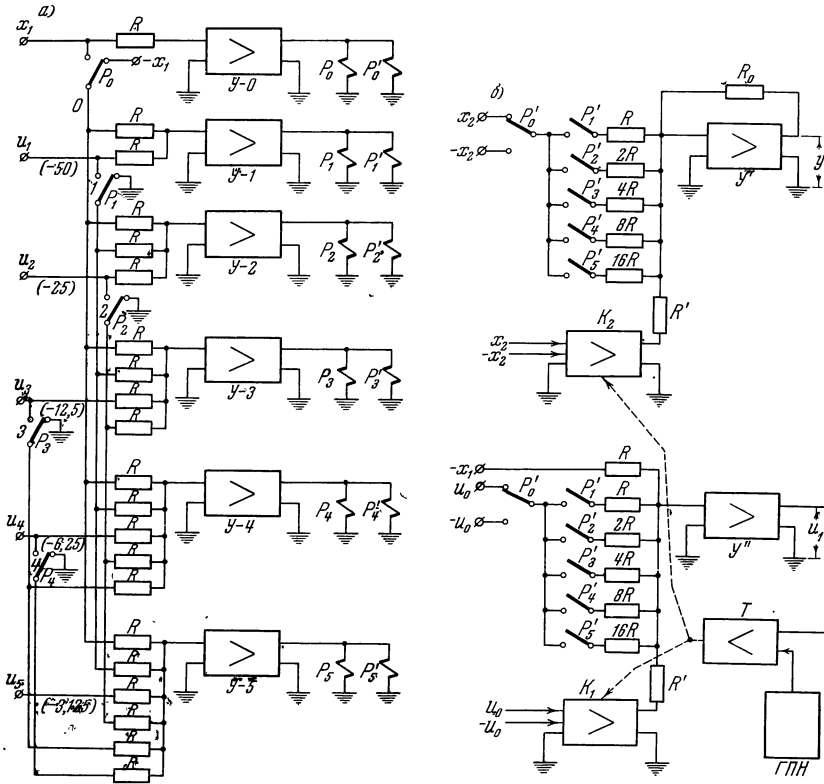 а)
x₁
R
-x₁
P₀
0
У-0
P₀ P₀'
u₁
(-50)
R
R
1
P₁
У-1
P₁ P₁'
u₂
(-25)
R
R
R
2
P₂
У-2
P₂ P₂'
u₃
(-12,5)
3
P₃
R
R
R
R
У-3
P₃ P₃'
u₄
(-6,25)
4
P₄
R
R
R
R
R
У-4
P₄ P₄'
u₅
(-3,125)
R
R
R
R
R
R
У-5
P₅ P₅'
б)
x₂
-x₂
P₀'
P₁' R
P₂' 2R
P₃' 4R
P₄' 8R
P₅' 16R
R₀
У"
y
R'
K₂
x₂
-x₂
-x₁
R
u₀
-u₀
P₀'
P₁' R
P₂' 2R
P₃' 4R
P₄' 8R
P₅' 16R
У"
u₁
T
R'
K₁
u₀
-u₀
ГПН